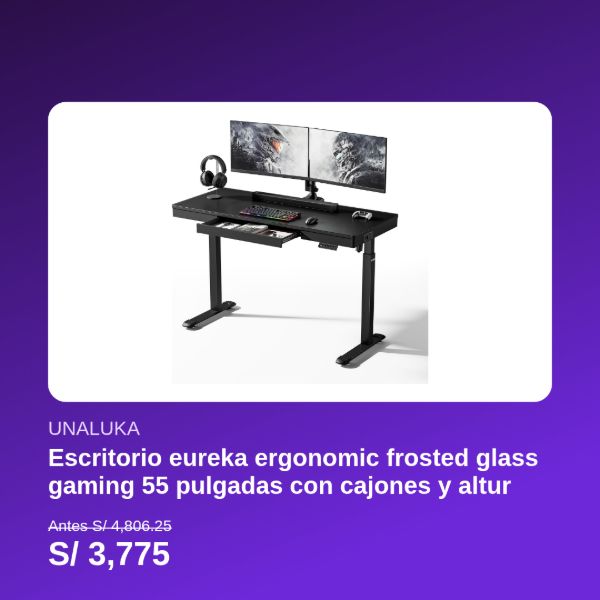 UNALUKA
Escritorio eureka ergonomic frosted glass
gaming 55 pulgadas con cajones y altur
Antes S/ 4,806.25
S/ 3,775